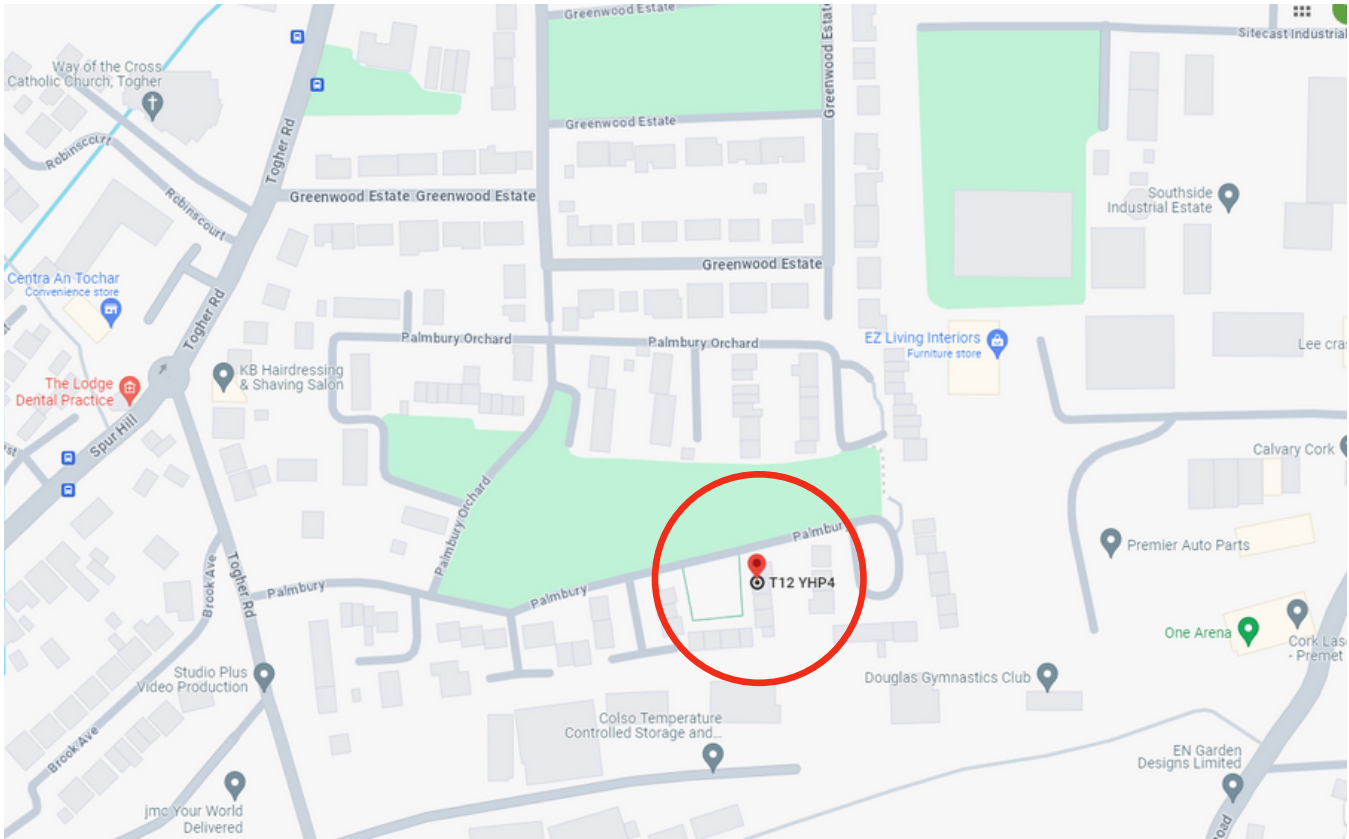 Greenwood Estate
Sitecast Industrial
Way of the Cross
Catholic Church, Togher
Greenwood Estate
Greenwood Estate
Robinscourt
Togher Rd
Greenwood Estate Greenwood Estate
Robinscourt
Southside
Industrial Estate
Greenwood Estate
Centra An Tochar
Convenience store
Togher Rd
Palmbury Orchard
Palmbury Orchard
EZ Living Interiors
Furniture store
Lee cras
KB Hairdressing
& Shaving Salon
The Lodge
Dental Practice
Spur Hill
st
Calvary Cork
Palmbury Orchard
Palmbury
Premier Auto Parts
T12 YHP4
Brook Ave
Togher Rd
Palmbury
Palmbury
One Arena
Cork Las
- Premet
Studio Plus
Video Production
Douglas Gymnastics Club
Colso Temperature
Controlled Storage and...
Brook Ave
EN Garden
Designs Limited
jmc Your World
Delivered
oad